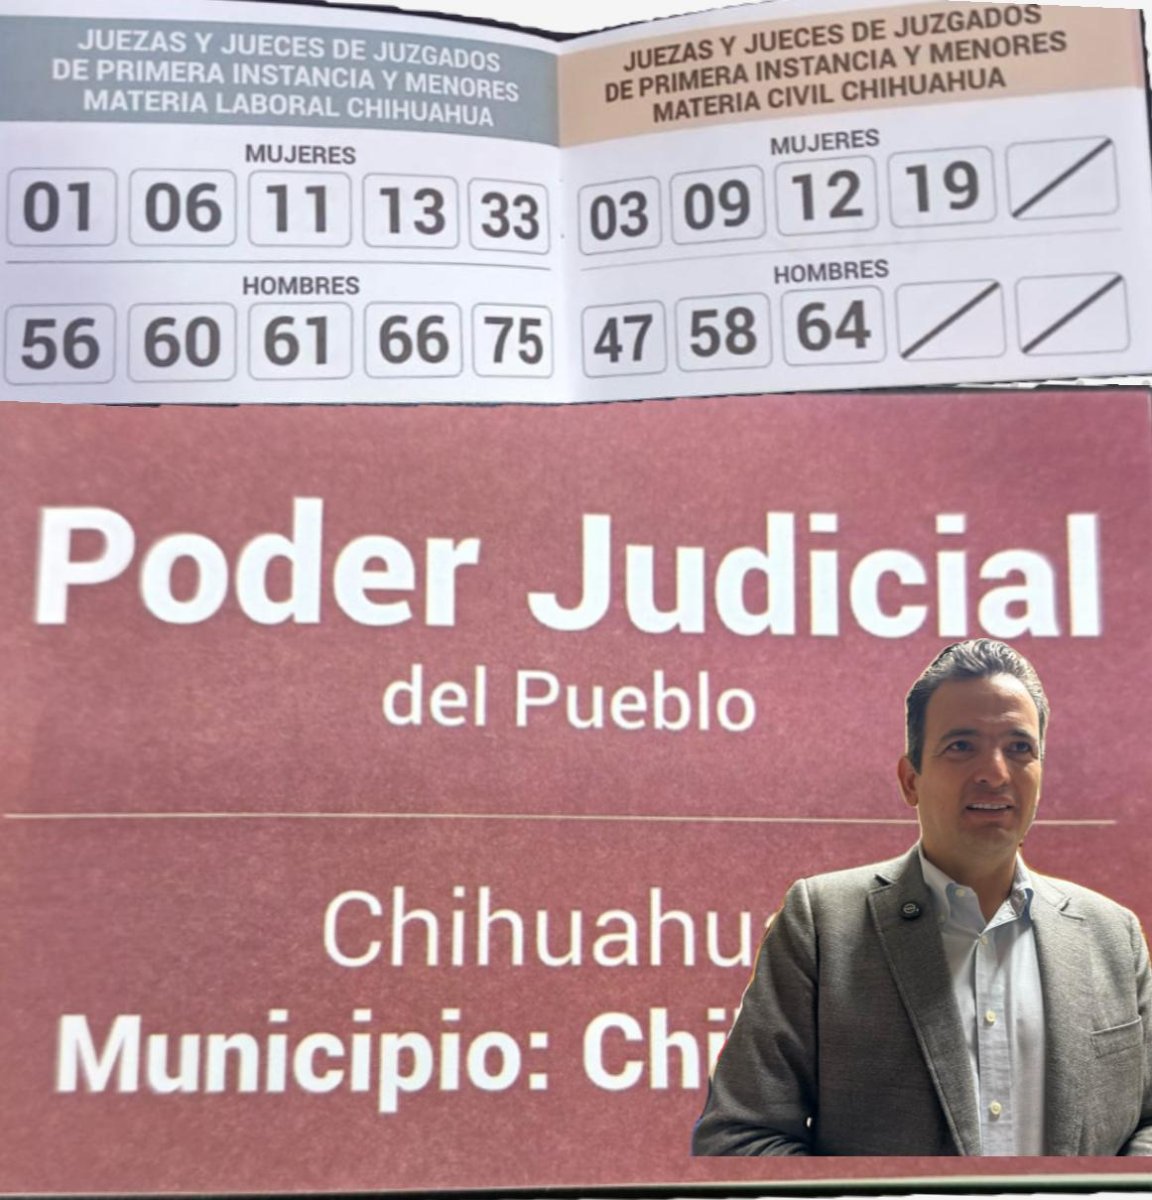 JUEZAS Y JUECES DE JUZGADOS
DE PRIMERA INSTANCIA Y MENORES
MATERIA LABORAL CHIHUAHUA
MUJERES
01 06 11 13 33
HOMBRES
56 60 61 66 75
JUEZAS Y JUECES DE JUZGADOS
DE PRIMERA INSTANCIA Y MENORES
MATERIA CIVIL CHIHUAHUA
MUJERES
03 09 12 19
HOMBRES
47 58 64
Poder Judicial
del Pueblo
Chihuahua
Municipio: Chi